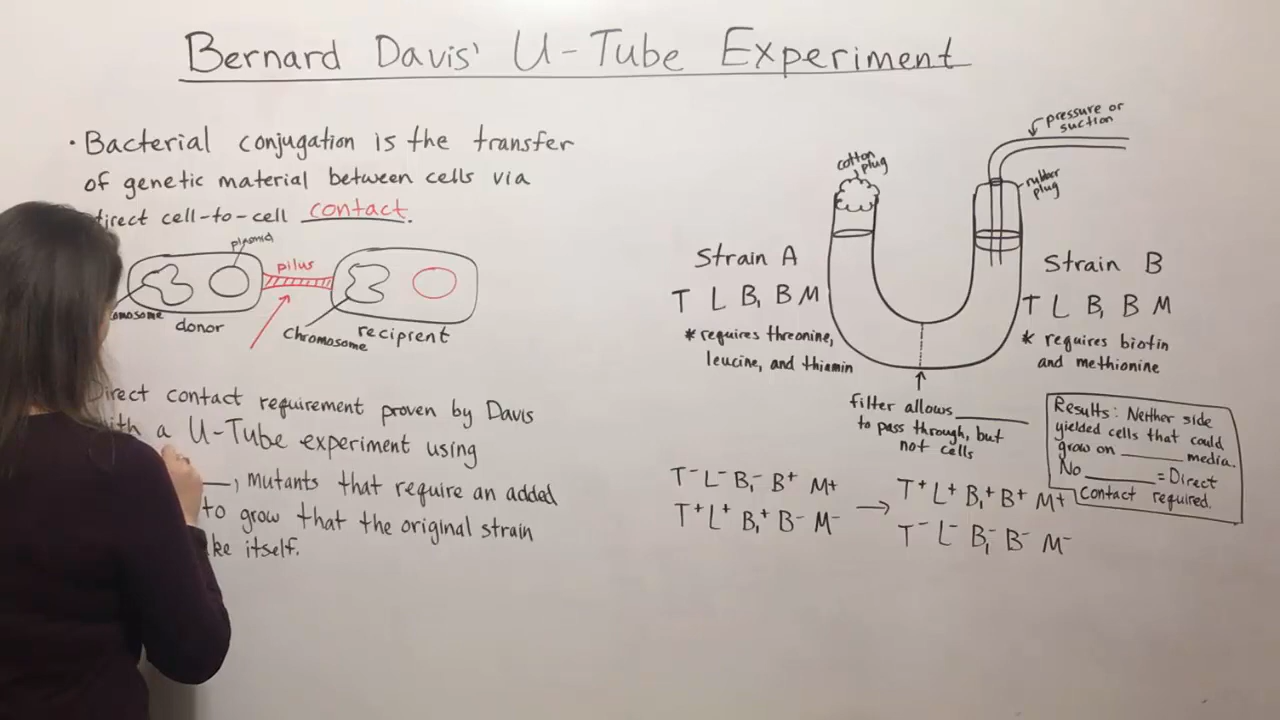 Bernard Davis' U-Tube Experiment
• Bacterial conjugation is the transfer
of genetic material between cells via
direct cell-to-cell contact.
plasmid
pilus
donor
chromosome
recipient
Direct contact requirement proven by Davis
with a U-Tube experiment using
____, mutants that require an added
to grow that the original strain
itself.
cotton
plug
pressure or
suction
rubber
plug
Strain A
T L B₁ B M
* requires threonine,
leucine, and thiamin
Strain B
T L B₁ B M
* requires biotin
and methionine
filter allows ________
to pass through, but
not cells
Results: Neither side
yielded cells that could
grow on ______ media.
No ______ = Direct
Contact required.
T⁻ L⁻ B₁⁻ B⁺ M+
T⁺ L⁺ B₁⁺ B⁻ M⁻
→
T⁺ L⁺ B₁⁺ B⁺ M+
T⁻ L⁻ B₁⁻ B⁻ M⁻